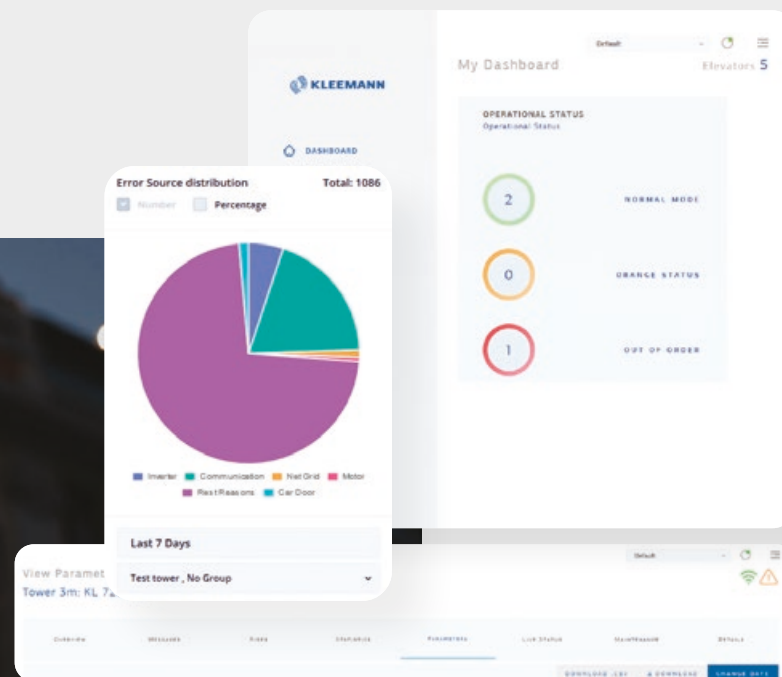 Default
My Dashboard
Elevators 5
KLEEMANN
DASHBOARD
OPERATIONAL STATUS
Operational Status
2
NORMAL MODE
0
ORANGE STATUS
1
OUT OF ORDER
Error Source distribution
Total: 1086
Number
Percentage
Inverter
Communication
Net Grid
Motor
Rest Reasons
Car Door
Last 7 Days
Test tower , No Group
Default
View Paramet
Tower 3m: KL
OVERVIEW
MESSAGES
RIDES
STATISTICS
PARAMETERS
LIVE STATUS
MAINTENANCE
DETAILS
DOWNLOAD .CSV
DOWNLOAD
CHANGE DATE